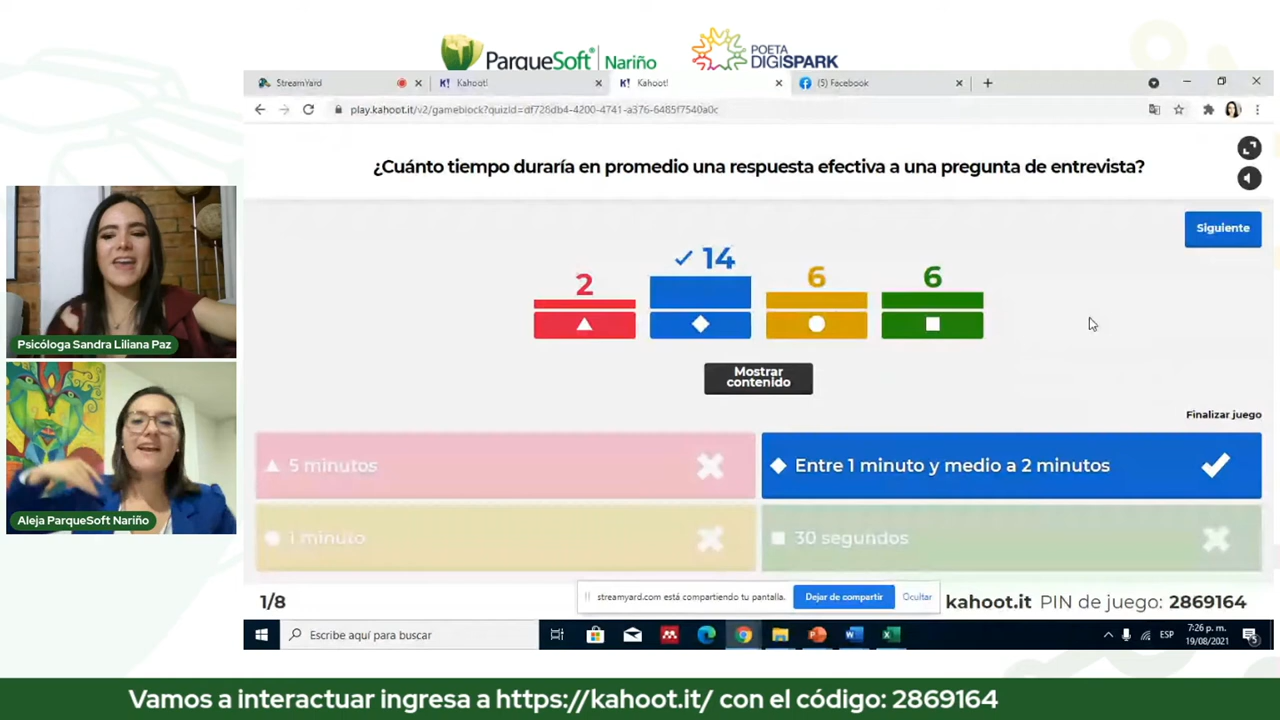 ParqueSoft Nariño
POETA
DIGISPARK
StreamYard
Kahoot!
Kahoot!
(5) Facebook
play.kahoot.it/v2/gameblock?quizId=df728db4-4200-4741-a376-6485f7540a0c
¿Cuánto tiempo duraría en promedio una respuesta efectiva a una pregunta de entrevista?
Siguiente
2
14
6
6
Mostrar
contenido
Finalizar juego
5 minutos
Entre 1 minuto y medio a 2 minutos
1 minuto
30 segundos
Psicóloga Sandra Liliana Paz
Aleja ParqueSoft Nariño
1/8
streamyard.com está compartiendo tu pantalla.
Dejar de compartir
Ocultar
kahoot.it PIN de juego: 2869164
Escribe aquí para buscar
ESP
7:26 p. m.
19/08/2021
5
Vamos a interactuar ingresa a https://kahoot.it/ con el código: 2869164